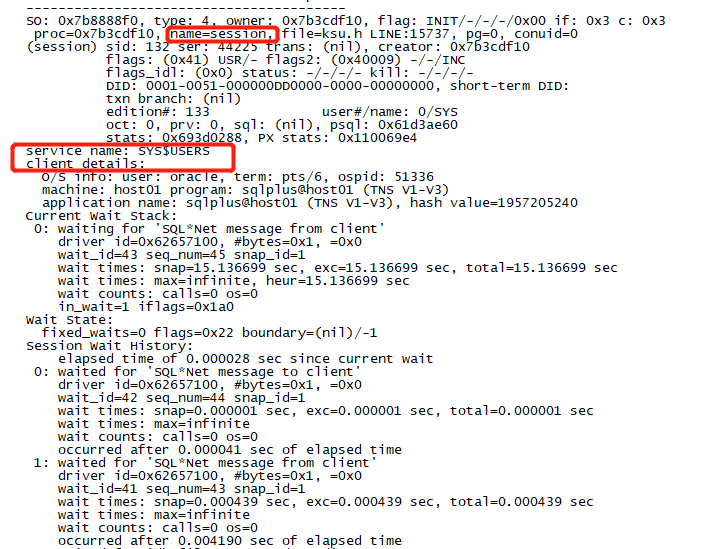 ----------------------------------------
SO: 0x7b8888f0, type: 4, owner: 0x7b3cdf10, flag: INIT/-/-/-/0x00 if: 0x3 c: 0x3
proc=0x7b3cdf10, name=session, file=ksu.h LINE:15737, pg=0, conuid=0
(session) sid: 132 ser: 44225 trans: (nil), creator: 0x7b3cdf10
flags: (0x41) USR/- flags2: (0x40009) -/-/INC
flags_idl: (0x0) status: -/-/-/- kill: -/-/-/-
DID: 0001-0051-000000DD0000-0000-00000000, short-term DID:
txn branch: (nil)
edition#: 133 user#/name: 0/SYS
oct: 0, prv: 0, sql: (nil), psql: 0x61d3ae60
stats: 0x693d0288, PX stats: 0x110069e4
service name: SYS$USERS
client details:
O/S info: user: oracle, term: pts/6, ospid: 51336
machine: host01 program: sqlplus@host01 (TNS V1-V3)
application name: sqlplus@host01 (TNS V1-V3), hash value=1957205240
Current Wait Stack:
0: waiting for 'SQL*Net message from client'
driver id=0x62657100, #bytes=0x1, =0x0
wait_id=43 seq_num=45 snap_id=1
wait times: snap=15.136699 sec, exc=15.136699 sec, total=15.136699 sec
wait times: max=infinite, heur=15.136699 sec
wait counts: calls=0 os=0
in_wait=1 iflags=0x1a0
Wait State:
fixed_waits=0 flags=0x22 boundary=(nil)/-1
Session Wait History:
elapsed time of 0.000028 sec since current wait
0: waited for 'SQL*Net message to client'
driver id=0x62657100, #bytes=0x1, =0x0
wait_id=42 seq_num=44 snap_id=1
wait times: snap=0.000001 sec, exc=0.000001 sec, total=0.000001 sec
wait times: max=infinite
wait counts: calls=0 os=0
occurred after 0.000041 sec of elapsed time
1: waited for 'SQL*Net message from client'
driver id=0x62657100, #bytes=0x1, =0x0
wait_id=41 seq_num=43 snap_id=1
wait times: snap=0.000439 sec, exc=0.000439 sec, total=0.000439 sec
wait times: max=infinite
wait counts: calls=0 os=0
occurred after 0.004190 sec of elapsed time